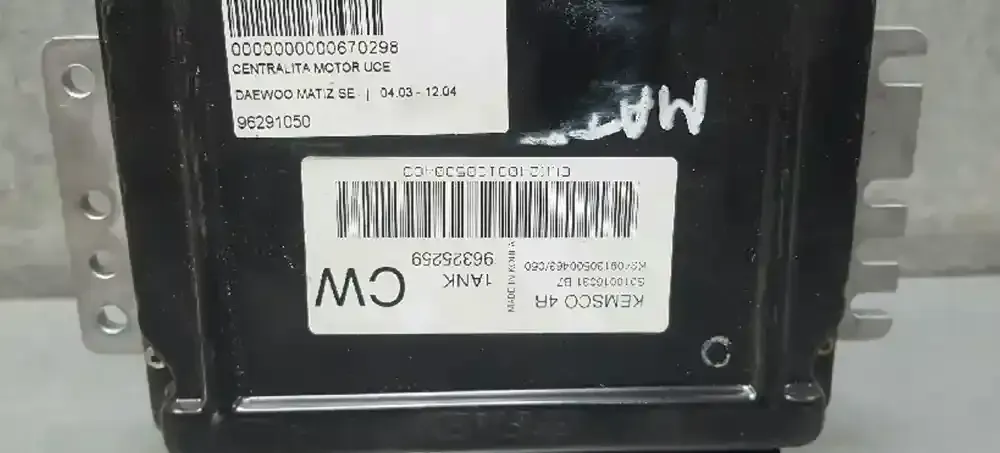 0000000000670298
CENTRALITA MOTOR UCE
DAEWOO MATIZ SE | 04.03 - 12.04
96291050
MA
KEMSCO 4R
1ANK
96325259
CW
MADE IN KOREA
C